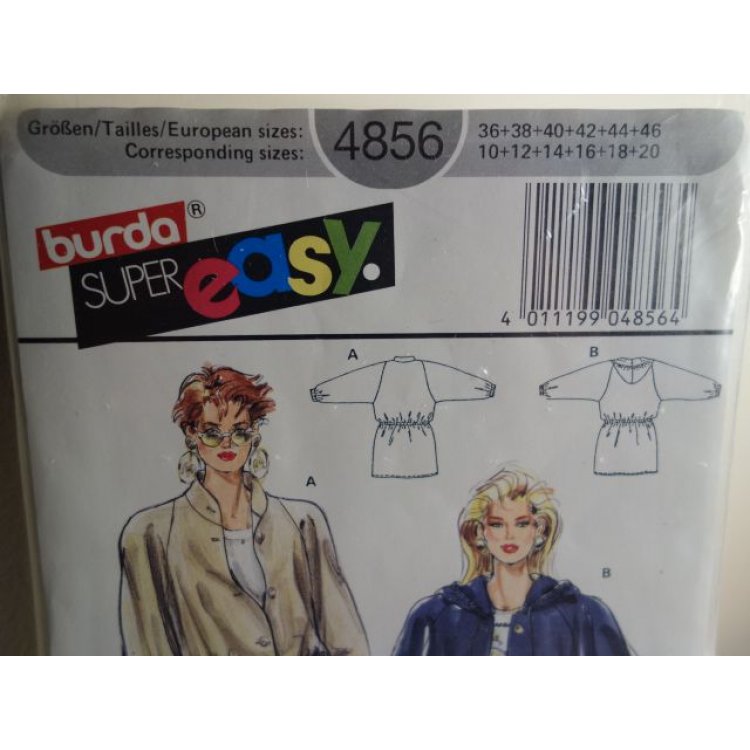 Größen/Tailles/European sizes: 4856 36+38+40+42+44+46
Corresponding sizes: 10+12+14+16+18+20
burda®
SUPER easy.
4 011199 048564
A
B
A
B